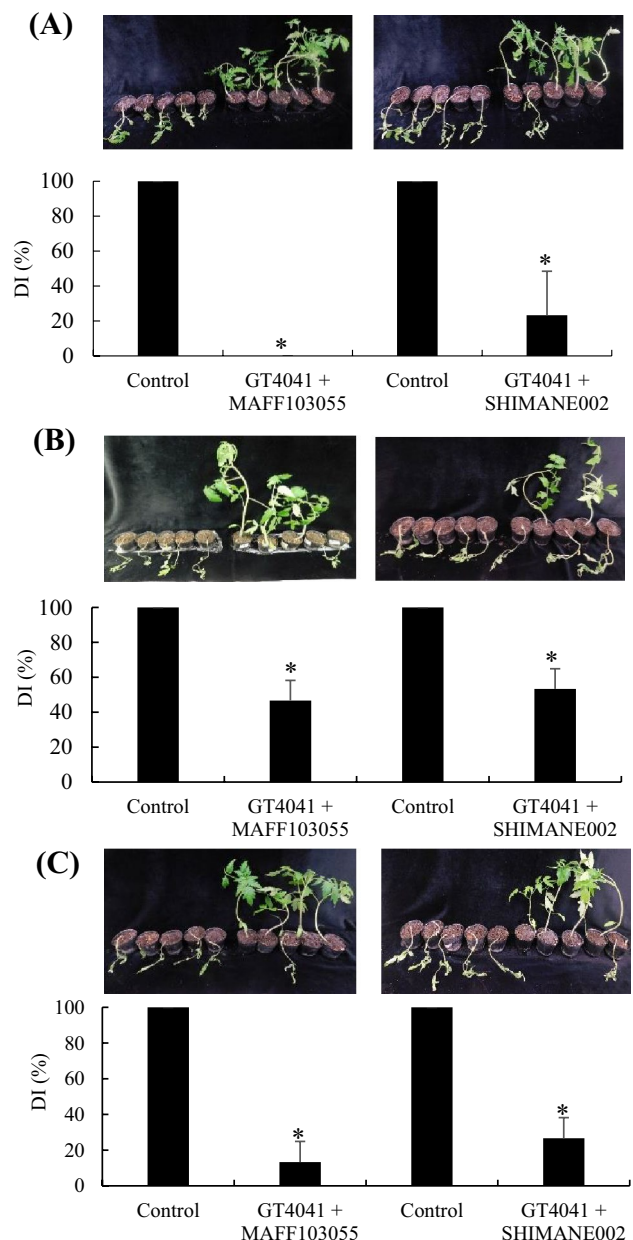 (A)
100
80
60
40
20
0
DI (%)
*
*
Control
GT4041 +
MAFF103055
Control
GT4041 +
SHIMANE002
(B)
100
80
60
40
20
0
DI (%)
*
*
Control
GT4041 +
MAFF103055
Control
GT4041 +
SHIMANE002
(C)
100
80
60
40
20
0
DI (%)
*
*
Control
GT4041 +
MAFF103055
Control
GT4041 +
SHIMANE002